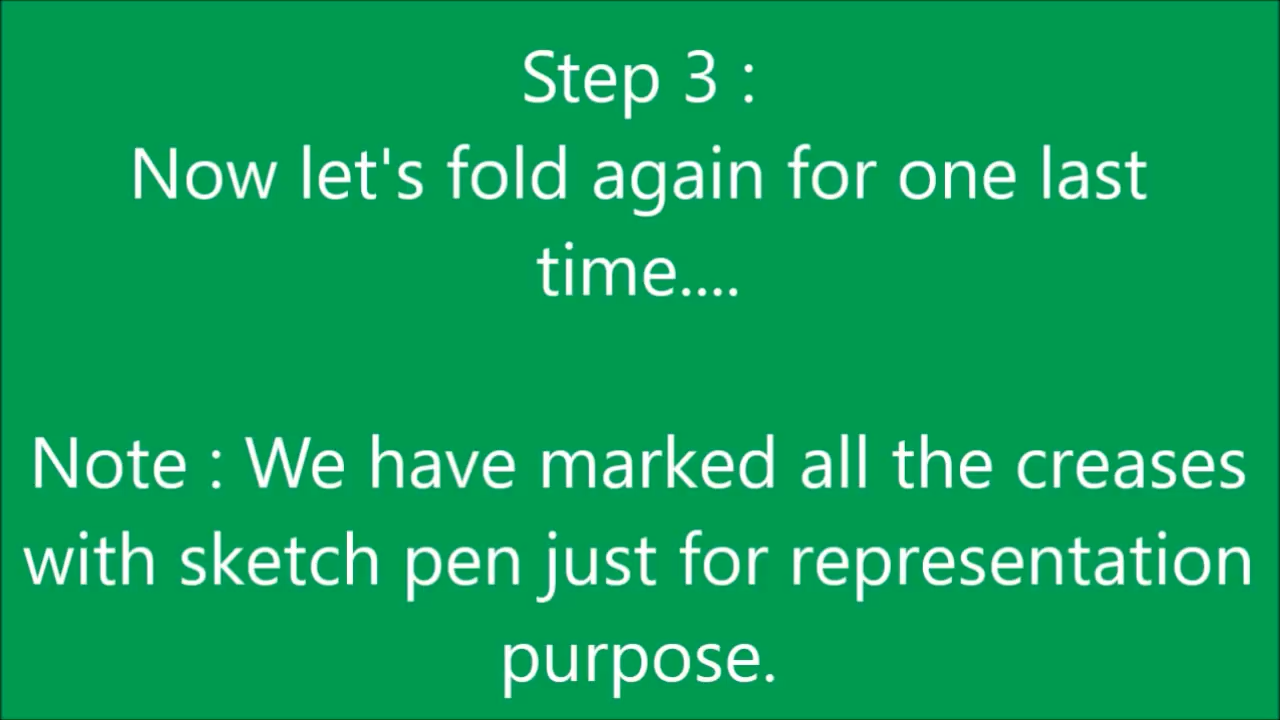 Step 3 :
Now let's fold again for one last
time....
Note : We have marked all the creases
with sketch pen just for representation
purpose.